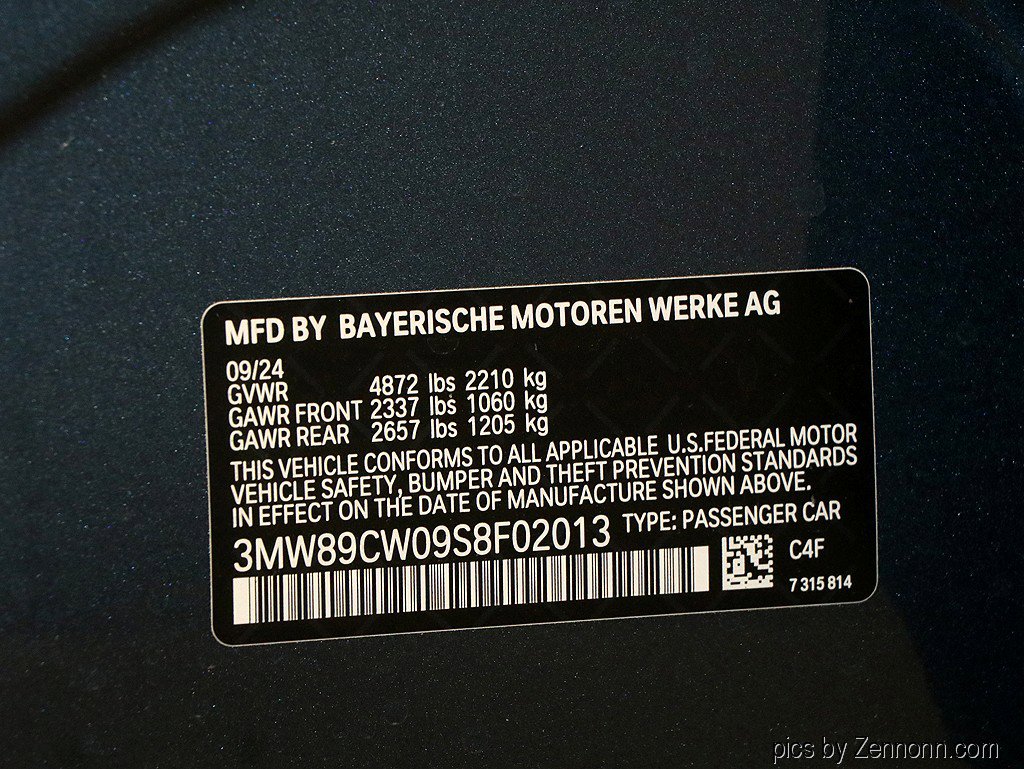 MFD BY BAYERISCHE MOTOREN WERKE AG
09/24
GVWR 4872 lbs 2210 kg
GAWR FRONT 2337 lbs 1060 kg
GAWR REAR 2657 lbs 1205 kg
THIS VEHICLE CONFORMS TO ALL APPLICABLE U.S.FEDERAL MOTOR
VEHICLE SAFETY, BUMPER AND THEFT PREVENTION STANDARDS
IN EFFECT ON THE DATE OF MANUFACTURE SHOWN ABOVE.
3MW89CW09S8F02013 TYPE: PASSENGER CAR
C4F
7 315 814
pics by Zennonn.com